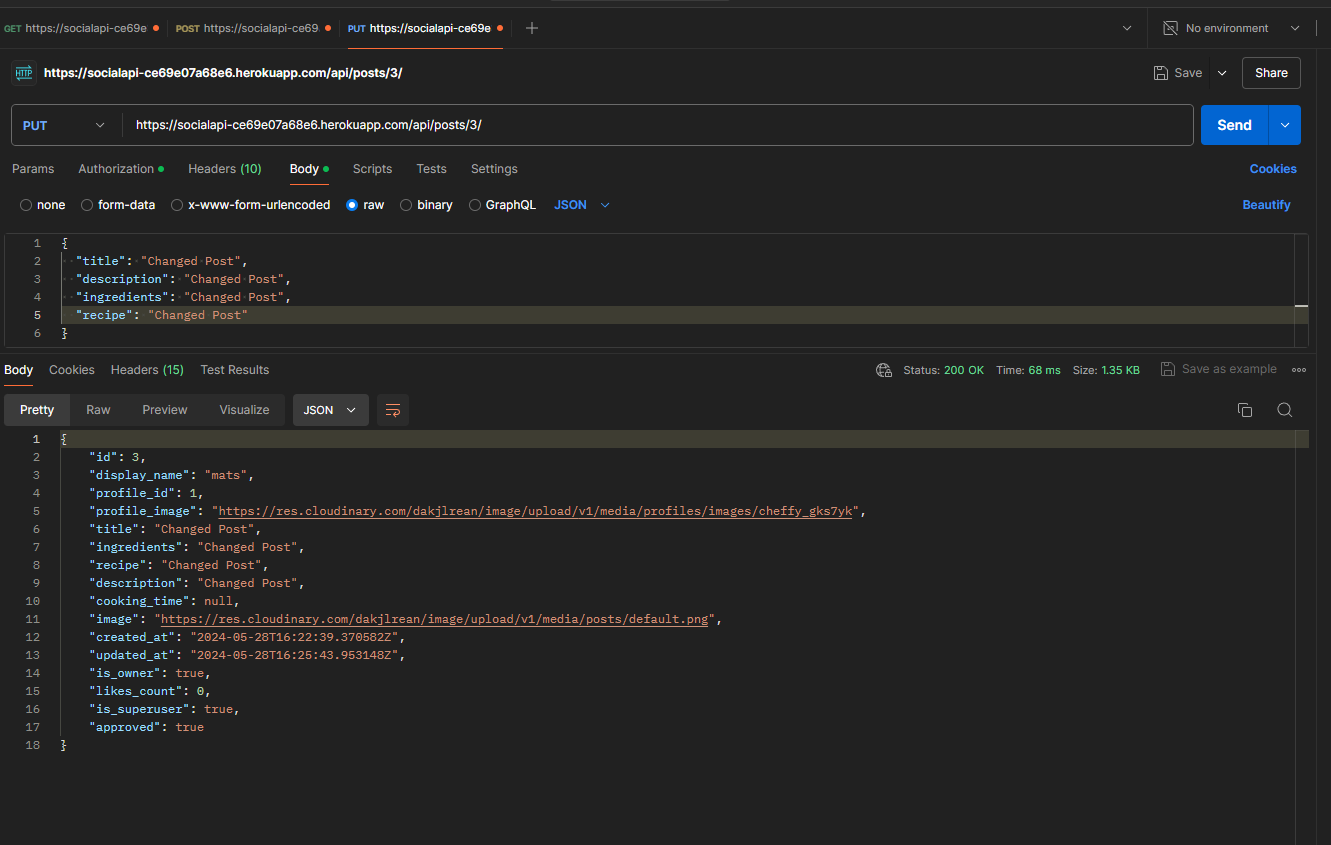 GET https://socialapi-ce69e POST https://socialapi-ce69 PUT https://socialapi-ce69e No environment
HTTP https://socialapi-ce69e07a68e6.herokuapp.com/api/posts/3/ Save Share
PUT https://socialapi-ce69e07a68e6.herokuapp.com/api/posts/3/ Send
Params Authorization Headers (10) Body Scripts Tests Settings Cookies
none form-data x-www-form-urlencoded raw binary GraphQL JSON Beautify
1 {
2 "title": "Changed Post",
3 "description": "Changed Post",
4 "ingredients": "Changed Post",
5 "recipe": "Changed Post"
6 }
Body Cookies Headers (15) Test Results Status: 200 OK Time: 68 ms Size: 1.35 KB Save as example
Pretty Raw Preview Visualize JSON
1 {
2 "id": 3,
3 "display_name": "mats",
4 "profile_id": 1,
5 "profile_image": "https://res.cloudinary.com/dakjlrean/image/upload/v1/media/profiles/images/cheffy_gks7yk",
6 "title": "Changed Post",
7 "ingredients": "Changed Post",
8 "recipe": "Changed Post",
9 "description": "Changed Post",
10 "cooking_time": null,
11 "image": "https://res.cloudinary.com/dakjlrean/image/upload/v1/media/posts/default.png",
12 "created_at": "2024-05-28T16:22:39.370582Z",
13 "updated_at": "2024-05-28T16:25:43.953148Z",
14 "is_owner": true,
15 "likes_count": 0,
16 "is_superuser": true,
17 "approved": true
18 }